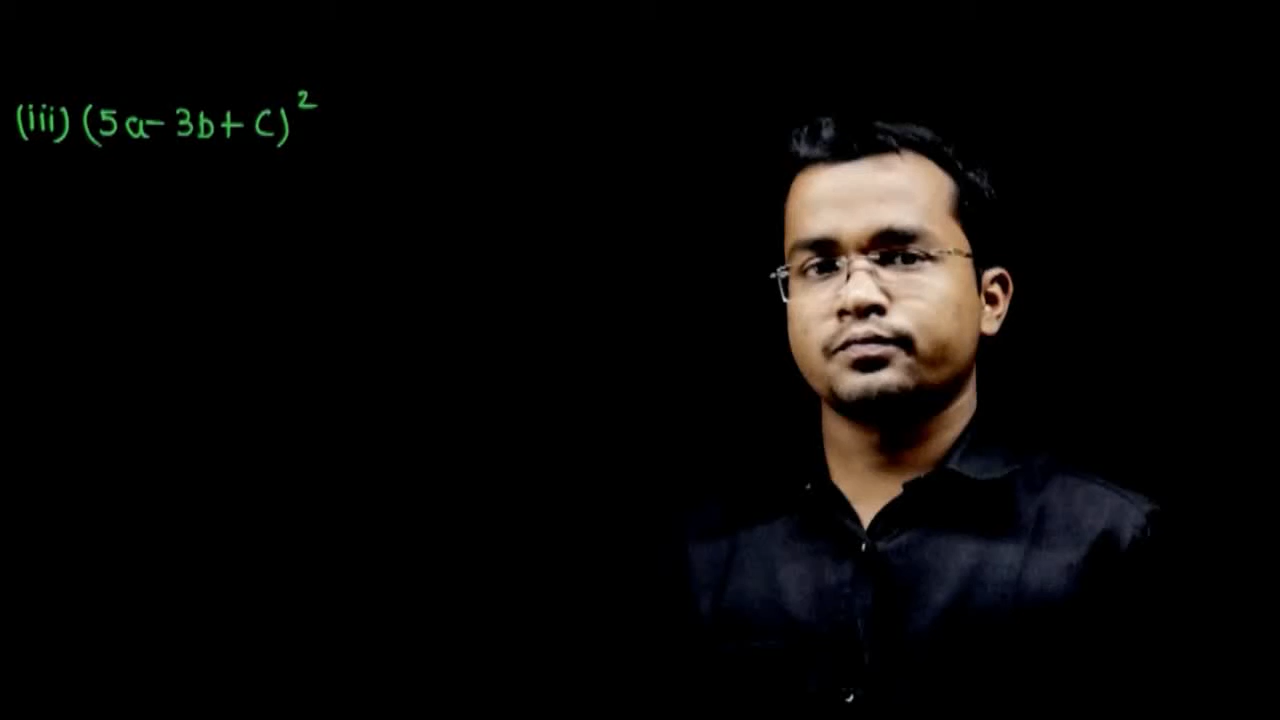 (iii) (5a- 3b+ c)²